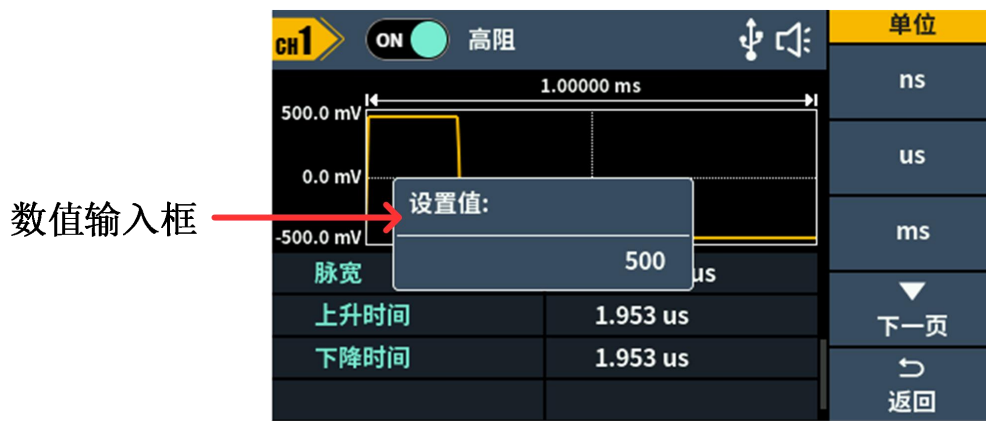 CH1 ON 高阻
单位
ns
us
ms
下一页
返回
1.00000 ms
500.0 mV
0.0 mV
-500.0 mV
数值输入框
设置值:
500
脉宽 us
上升时间 1.953 us
下降时间 1.953 us